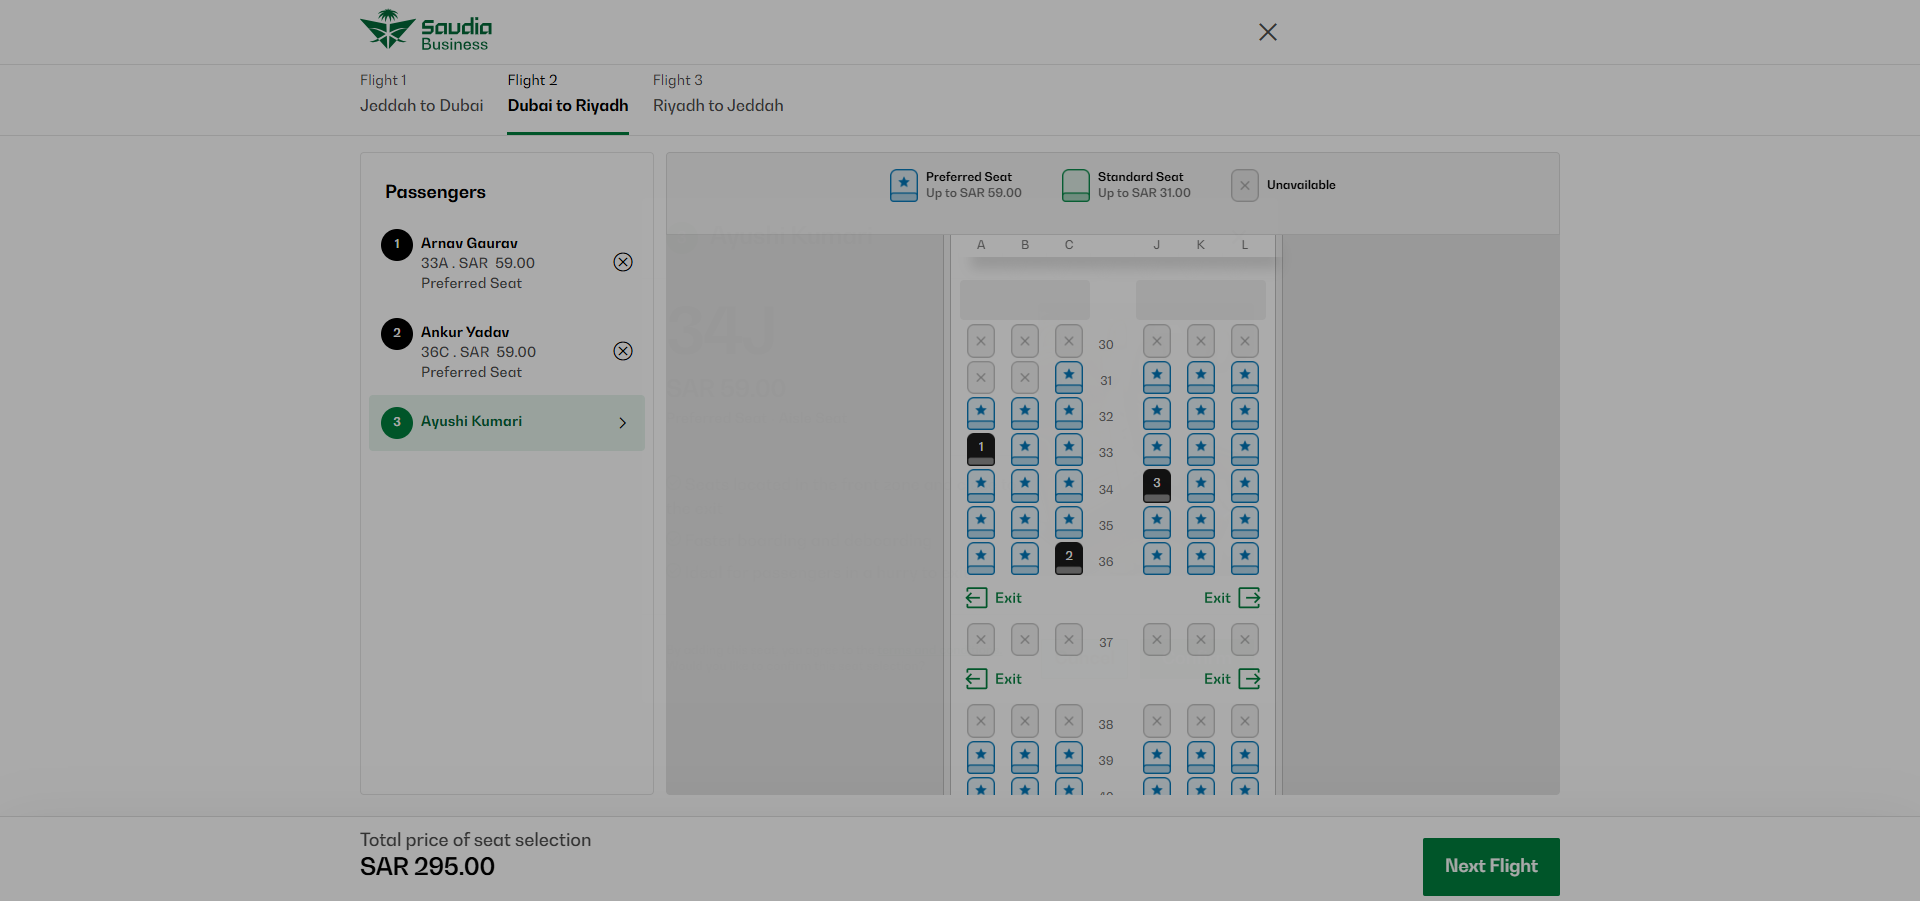 Saudia
Business
Flight 1
Jeddah to Dubai
Flight 2
Dubai to Riyadh
Flight 3
Riyadh to Jeddah
Passengers
1
Arnav Gaurav
33A . SAR 59.00
Preferred Seat
2
Ankur Yadav
36C . SAR 59.00
Preferred Seat
3
Ayushi Kumari
Preferred Seat
Up to SAR 59.00
Standard Seat
Up to SAR 31.00
Unavailable
A B C J K L
34J
SAR 59.00
30
31
32
1 33
34 3
35
2 36
Exit Exit
37
Exit Exit
38
39
Total price of seat selection
SAR 295.00
Next Flight